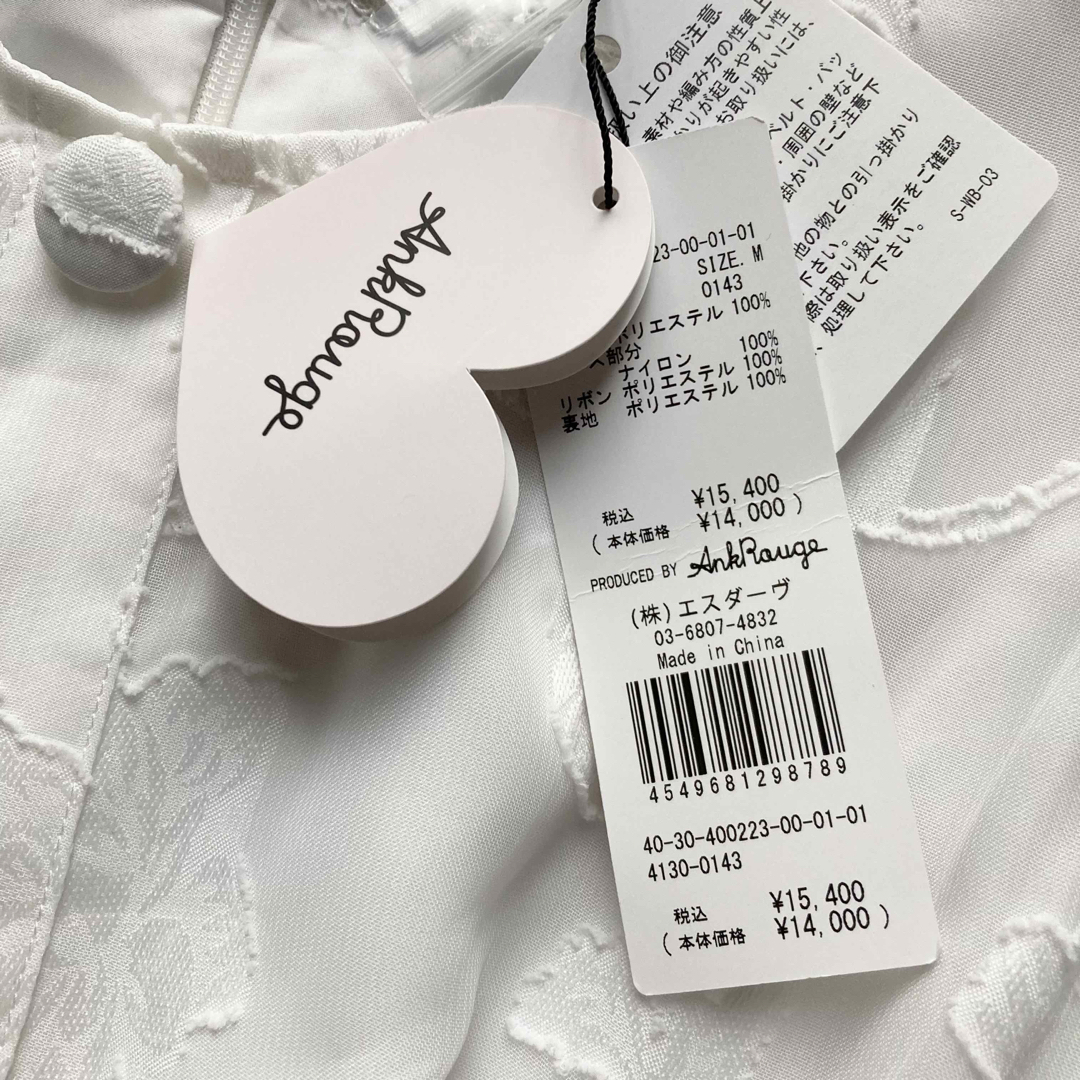 AnkRouge
扱い上の御注意
素材や編み方の性質上
かりが起きやすい性
お取り扱いには、
ベルト・バッ
・周囲の壁など
掛かりにご注意下
他の物との引っ掛かり
下さい。
際は取り扱い表示をご確認
、処理して下さい。
S-WB-03
23-00-01-01
SIZE. M
0143
ポリエステル 100%
ス部分
ナイロン 100%
リボン ポリエステル 100%
裏地 ポリエステル 100%
税込 ¥15,400
( 本体価格 ¥14,000 )
PRODUCED BY AnkRouge
(株)エスダーヴ
03-6807-4832
Made in China
4549681298789
40-30-400223-00-01-01
4130-0143
税込 ¥15,400
( 本体価格 ¥14,000 )